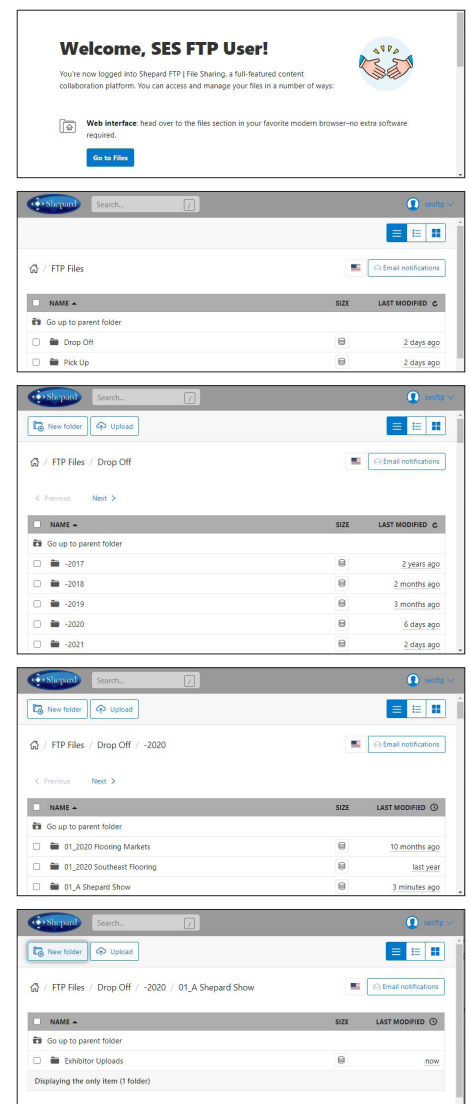 Welcome, SES FTP User!
You're now logged into Shepard FTP | File Sharing, a full-featured content
collaboration platform. You can access and manage your files in a number of ways:
Web interface: head over to the files section in your favorite modern browser–no extra software
required.
Go to Files
Shepard Search... / sesftp
/ FTP Files Email notifications
NAME SIZE LAST MODIFIED
Go up to parent folder
Drop Off 2 days ago
Pick Up 2 days ago
Shepard Search... / sesftp
New folder Upload
/ FTP Files / Drop Off Email notifications
< Previous Next >
NAME SIZE LAST MODIFIED
Go up to parent folder
-2017 2 years ago
-2018 2 months ago
-2019 3 months ago
-2020 6 days ago
-2021 2 days ago
Shepard Search... / sesftp
New folder Upload
/ FTP Files / Drop Off / -2020 Email notifications
< Previous Next >
NAME SIZE LAST MODIFIED
Go up to parent folder
01_2020 Flooring Markets 10 months ago
01_2020 Southeast Flooring last year
01_A Shepard Show 3 minutes ago
Shepard Search... / sesftp
New folder Upload
/ FTP Files / Drop Off / -2020 / 01_A Shepard Show Email notifications
NAME SIZE LAST MODIFIED
Go up to parent folder
Exhibitor Uploads now
Displaying the only item (1 folder)